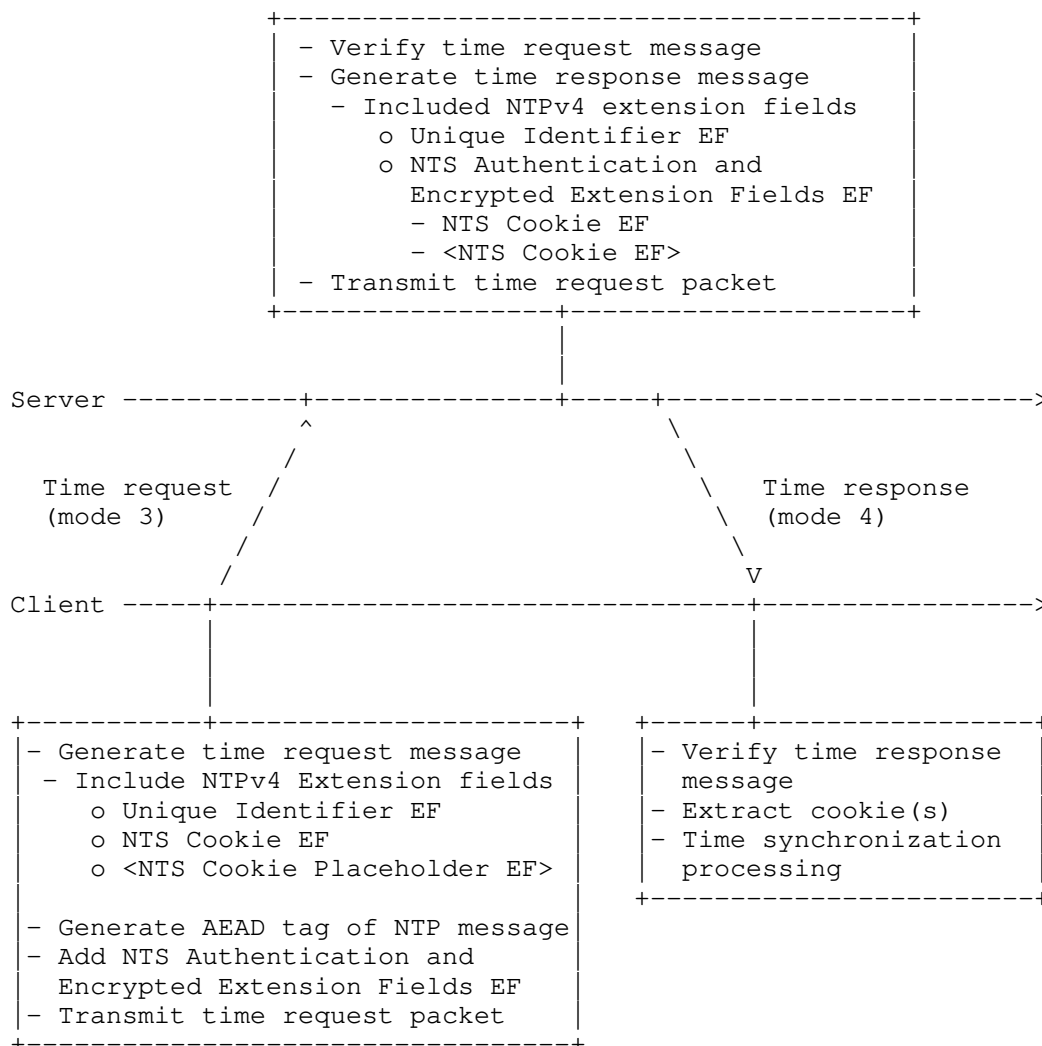 - Verify time request message
- Generate time response message
- Included NTPv4 extension fields
o Unique Identifier EF
o NTS Authentication and
Encrypted Extension Fields EF
- NTS Cookie EF
- <NTS Cookie EF>
- Transmit time request packet
Server
Time request
(mode 3)
Time response
(mode 4)
Client
- Generate time request message
- Include NTPv4 Extension fields
o Unique Identifier EF
o NTS Cookie EF
o <NTS Cookie Placeholder EF>
- Generate AEAD tag of NTP message
- Add NTS Authentication and
Encrypted Extension Fields EF
- Transmit time request packet
- Verify time response
message
- Extract cookie(s)
- Time synchronization
processing